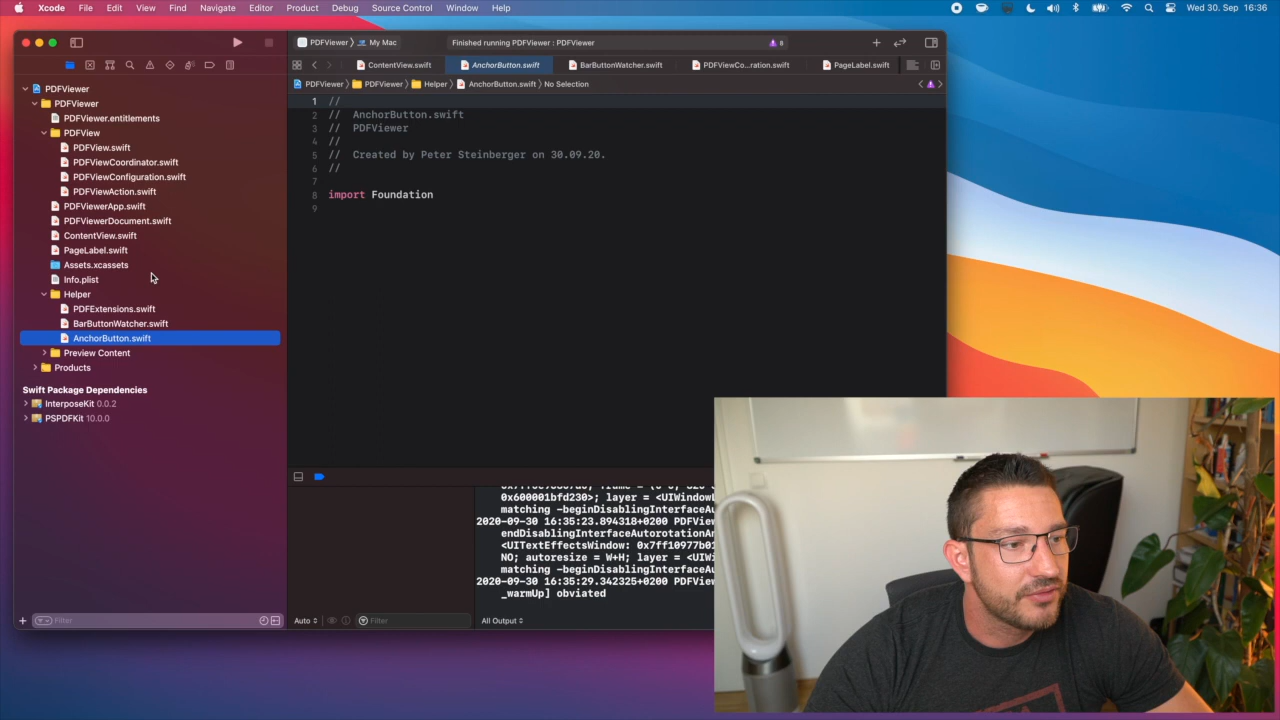 Xcode File Edit View Find Navigate Editor Product Debug Source Control Window Help
Wed 30. Sep 16:36
PDFViewer My Mac
Finished running PDFViewer : PDFViewer
8
ContentView.swift
AnchorButton.swift
BarButtonWatcher.swift
PDFViewCo...ration.swift
PageLabel.swift
PDFViewer
PDFViewer
Helper
AnchorButton.swift
No Selection
PDFViewer
PDFViewer
PDFViewer.entitlements
PDFView
PDFView.swift
PDFViewCoordinator.swift
PDFViewConfiguration.swift
PDFViewAction.swift
PDFViewerApp.swift
PDFViewerDocument.swift
ContentView.swift
PageLabel.swift
Assets.xcassets
Info.plist
Helper
PDFExtensions.swift
BarButtonWatcher.swift
AnchorButton.swift
Preview Content
Products
Swift Package Dependencies
InterposeKit 0.0.2
PSPDFKit 10.0.0
Filter
1 //
2 //  AnchorButton.swift
3 //  PDFViewer
4 //
5 //  Created by Peter Steinberger on 30.09.20.
6 //
7
8 import Foundation
9
matching -beginDisablingInterfaceAu
2020-09-30 16:35:23.894318+0200 PDFView
endDisablingInterfaceAutorotationAn
<UITextEffectsWindow: 0x7ff10977b01
NO; autoresize = W+H; layer = <UIW
matching -beginDisablingInterfaceAu
2020-09-30 16:35:29.342325+0200 PDFView
_warmUp] obviated
Auto
Filter
All Output